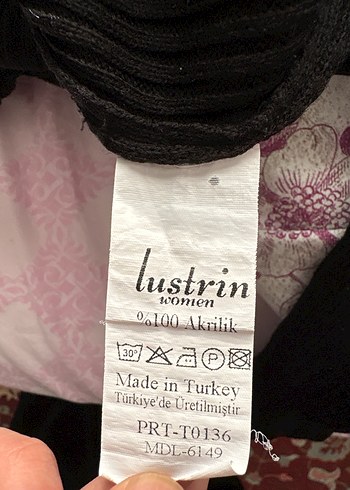 lustrin
women
%100 Akrilik
30° P
Made in Turkey
Türkiye'de Üretilmiştir
PRT-T0136
MDL-6149